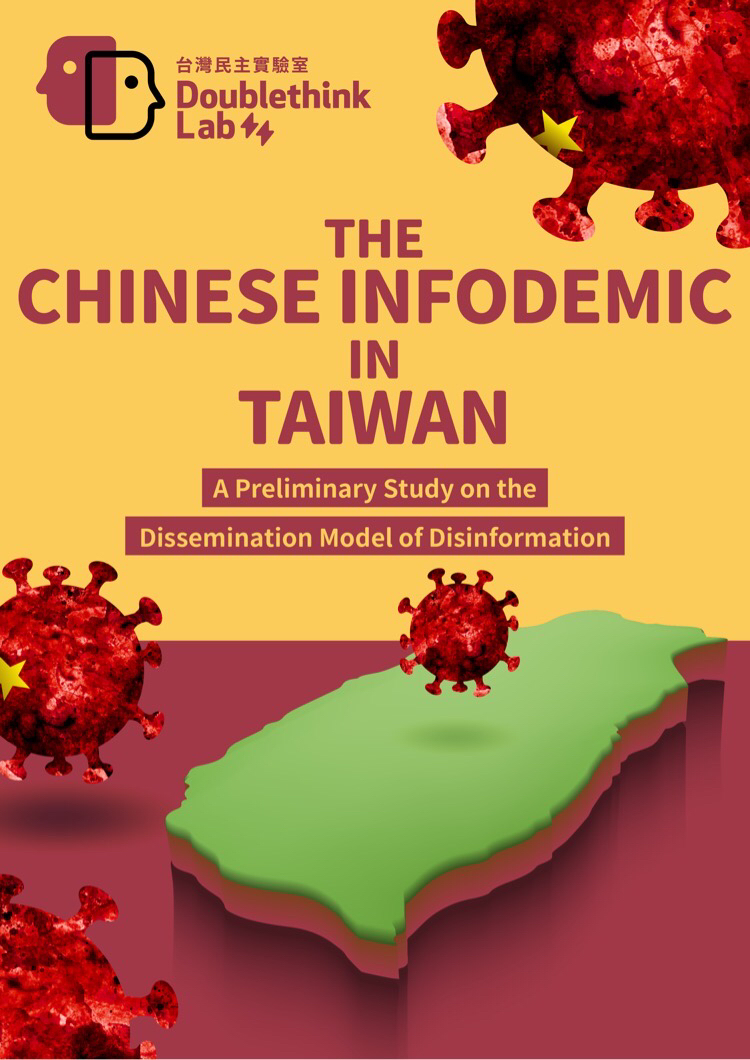 台灣民主實驗室
Doublethink
Lab
THE
CHINESE INFODEMIC
IN
TAIWAN
A Preliminary Study on the
Dissemination Model of Disinformation